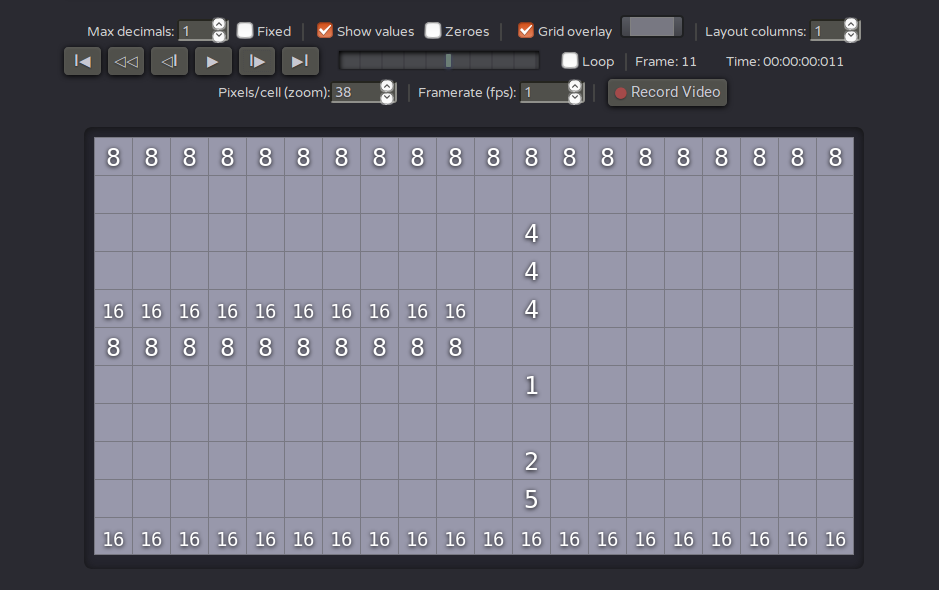 Max decimals: 1 Fixed Show values Zeroes Grid overlay Layout columns: 1
Loop Frame: 11 Time: 00:00:00:011
Pixels/cell (zoom): 38 Framerate (fps): 1 Record Video
8 8 8 8 8 8 8 8 8 8 8 8 8 8 8 8 8 8 8 8
4
4
16 16 16 16 16 16 16 16 16 16 4
8 8 8 8 8 8 8 8 8 8
1
2
5
16 16 16 16 16 16 16 16 16 16 16 16 16 16 16 16 16 16 16 16